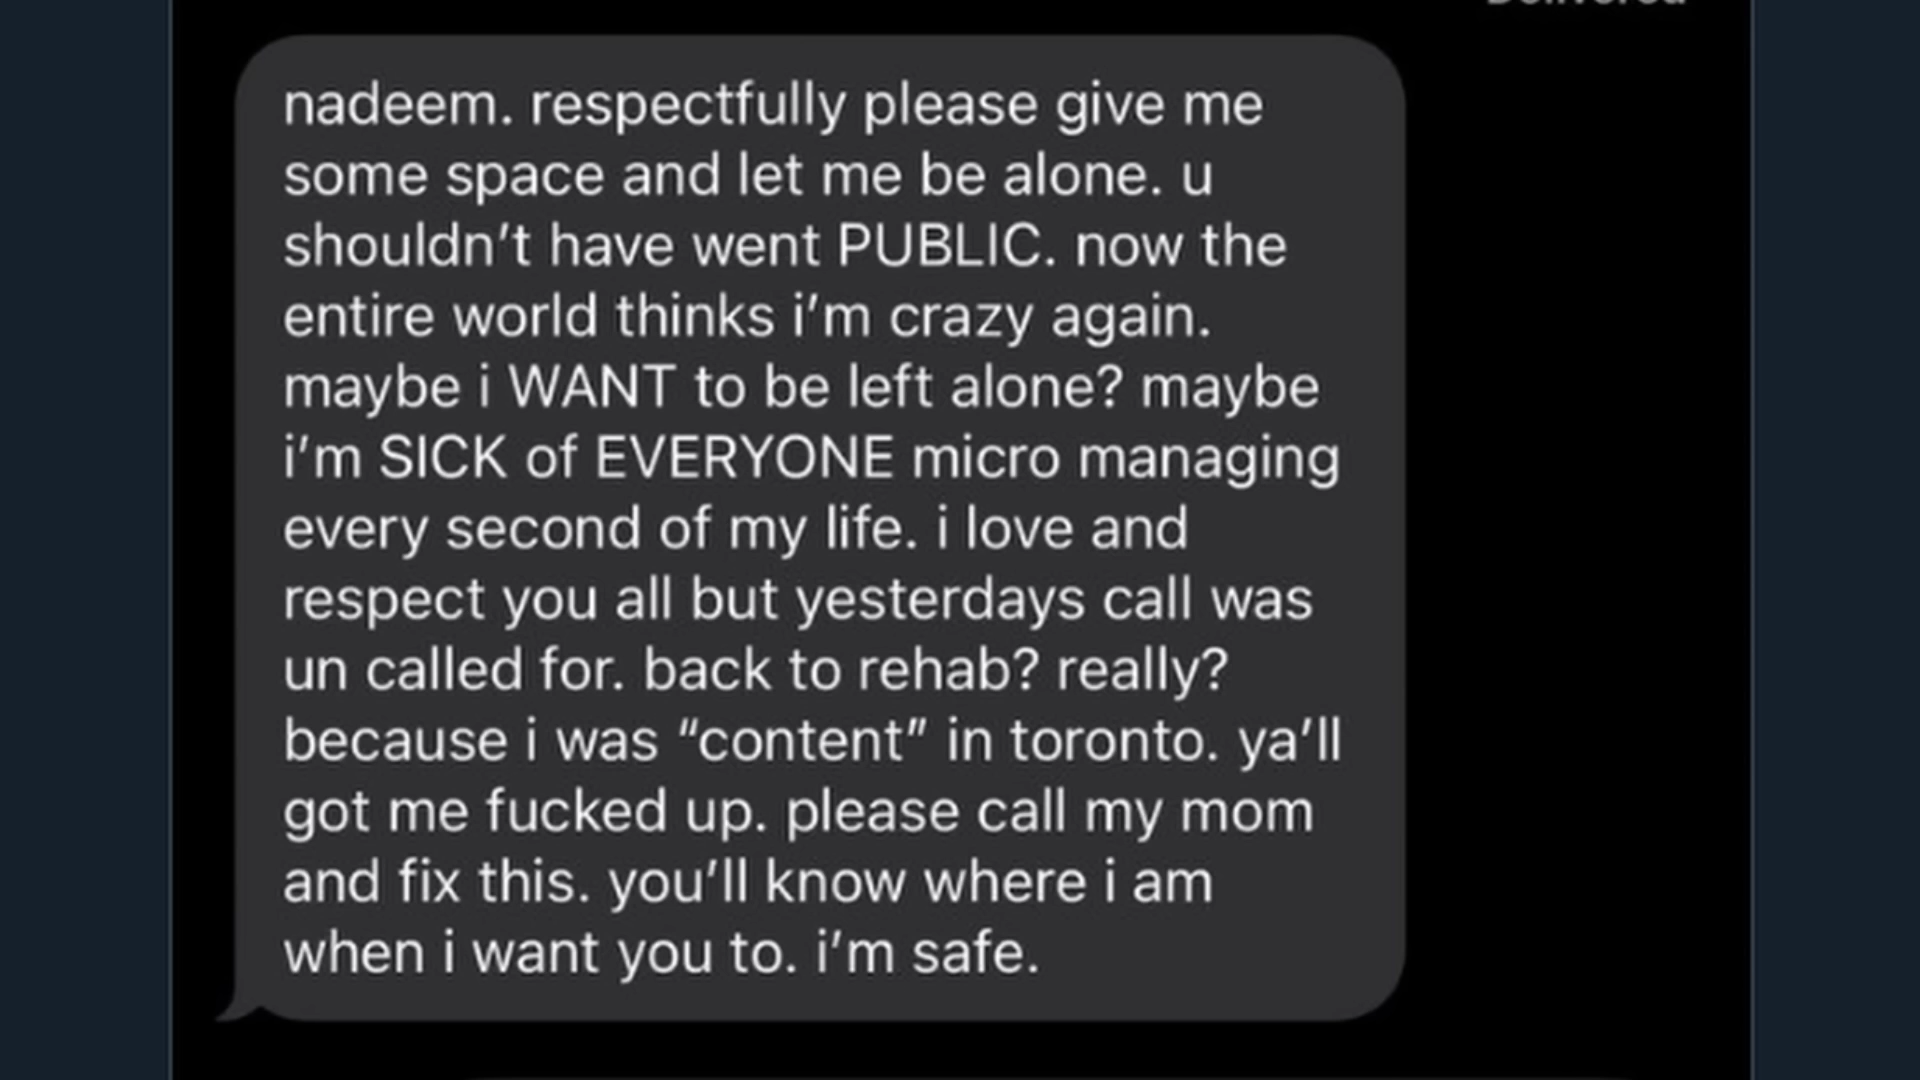 Delivered
nadeem. respectfully please give me
some space and let me be alone. u
shouldn’t have went PUBLIC. now the
entire world thinks i’m crazy again.
maybe i WANT to be left alone? maybe
i’m SICK of EVERYONE micro managing
every second of my life. i love and
respect you all but yesterdays call was
un called for. back to rehab? really?
because i was “content” in toronto. ya’ll
got me fucked up. please call my mom
and fix this. you’ll know where i am
when i want you to. i’m safe.